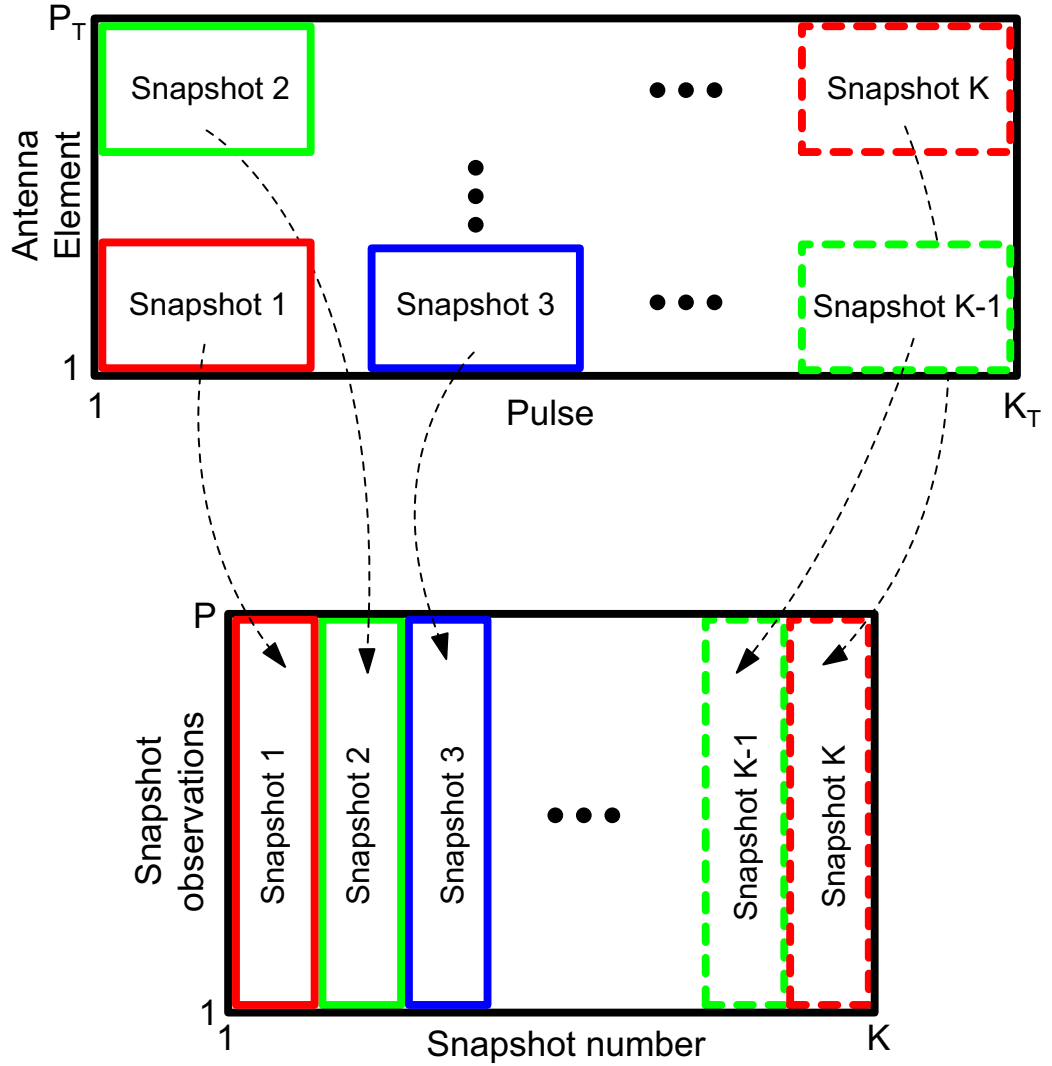 P_T
Snapshot 2
Snapshot K
Antenna
Element
Snapshot 1
Snapshot 3
Snapshot K-1
1
1
Pulse
K_T
P
Snapshot
observations
Snapshot 1
Snapshot 2
Snapshot 3
Snapshot K-1
Snapshot K
1
1
Snapshot number
K